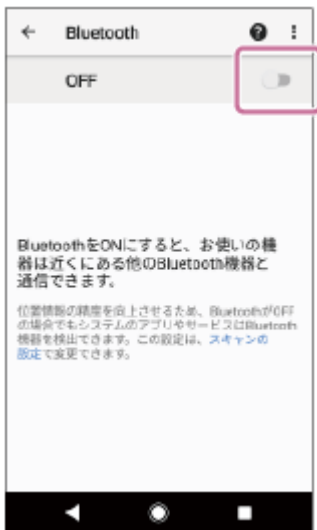 Bluetooth
OFF
BluetoothをONにすると、お使いの機
器は近くにある他のBluetooth機器と
通信できます。
位置情報の精度を向上させるため、BluetoothがOFF
の場合でもシステムのアプリやサービスはBluetooth
機器を検出できます。この設定は、スキャンの
設定で変更できます。